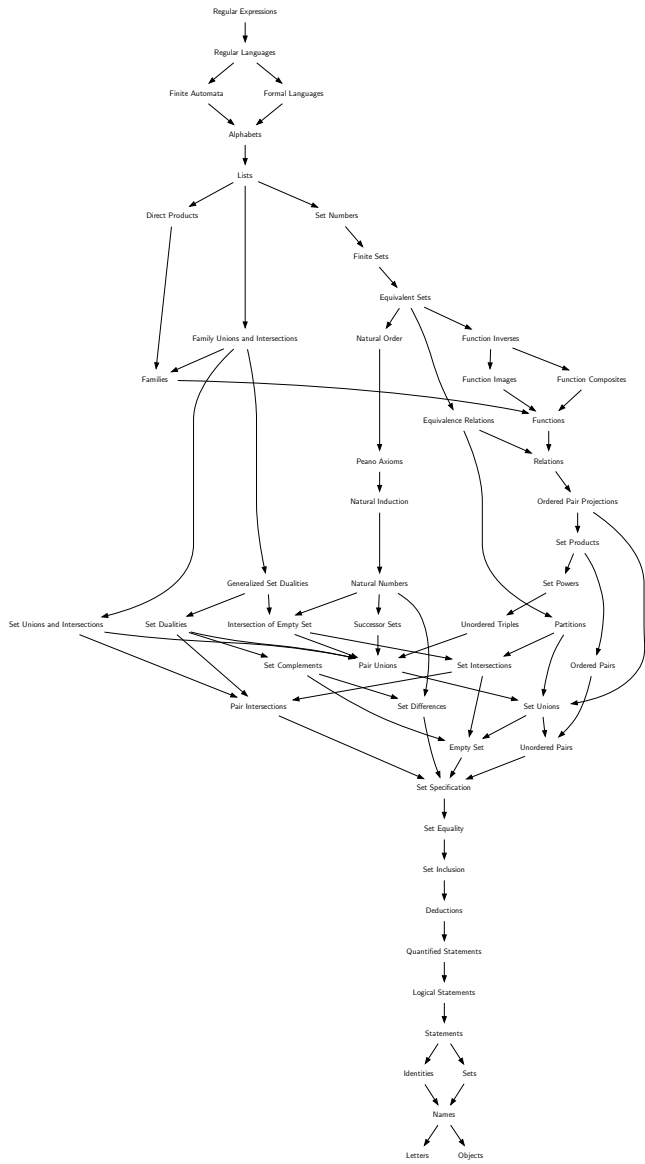 Regular Expressions
Regular Languages
Finite Automata
Formal Languages
Alphabets
Lists
Direct Products
Set Numbers
Finite Sets
Equivalent Sets
Family Unions and Intersections
Natural Order
Function Inverses
Families
Function Images
Function Composites
Equivalence Relations
Functions
Peano Axioms
Relations
Natural Induction
Ordered Pair Projections
Set Products
Generalized Set Dualities
Natural Numbers
Set Powers
Set Unions and Intersections
Set Dualities
Intersection of Empty Set
Successor Sets
Unordered Triples
Partitions
Set Complements
Pair Unions
Set Intersections
Ordered Pairs
Pair Intersections
Set Differences
Set Unions
Empty Set
Unordered Pairs
Set Specification
Set Equality
Set Inclusion
Deductions
Quantified Statements
Logical Statements
Statements
Identities
Sets
Names
Letters
Objects